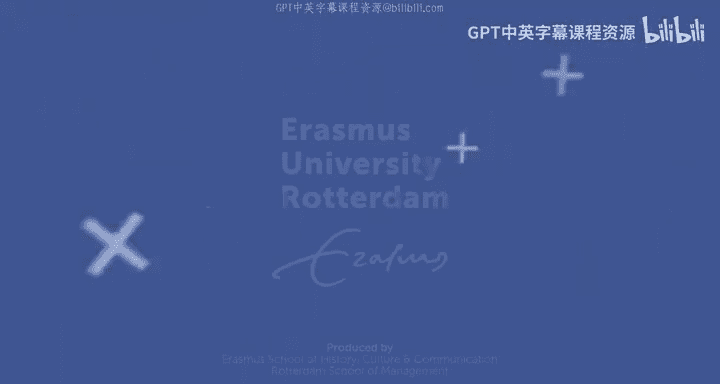 GPT中英字幕课程资源@bilibili.com
GPT中英字幕课程资源 bilibili
Erasmus
University
Rotterdam
Erasmus
Produced by
Erasmus School of History, Culture & Communication
Rotterdam School of Management